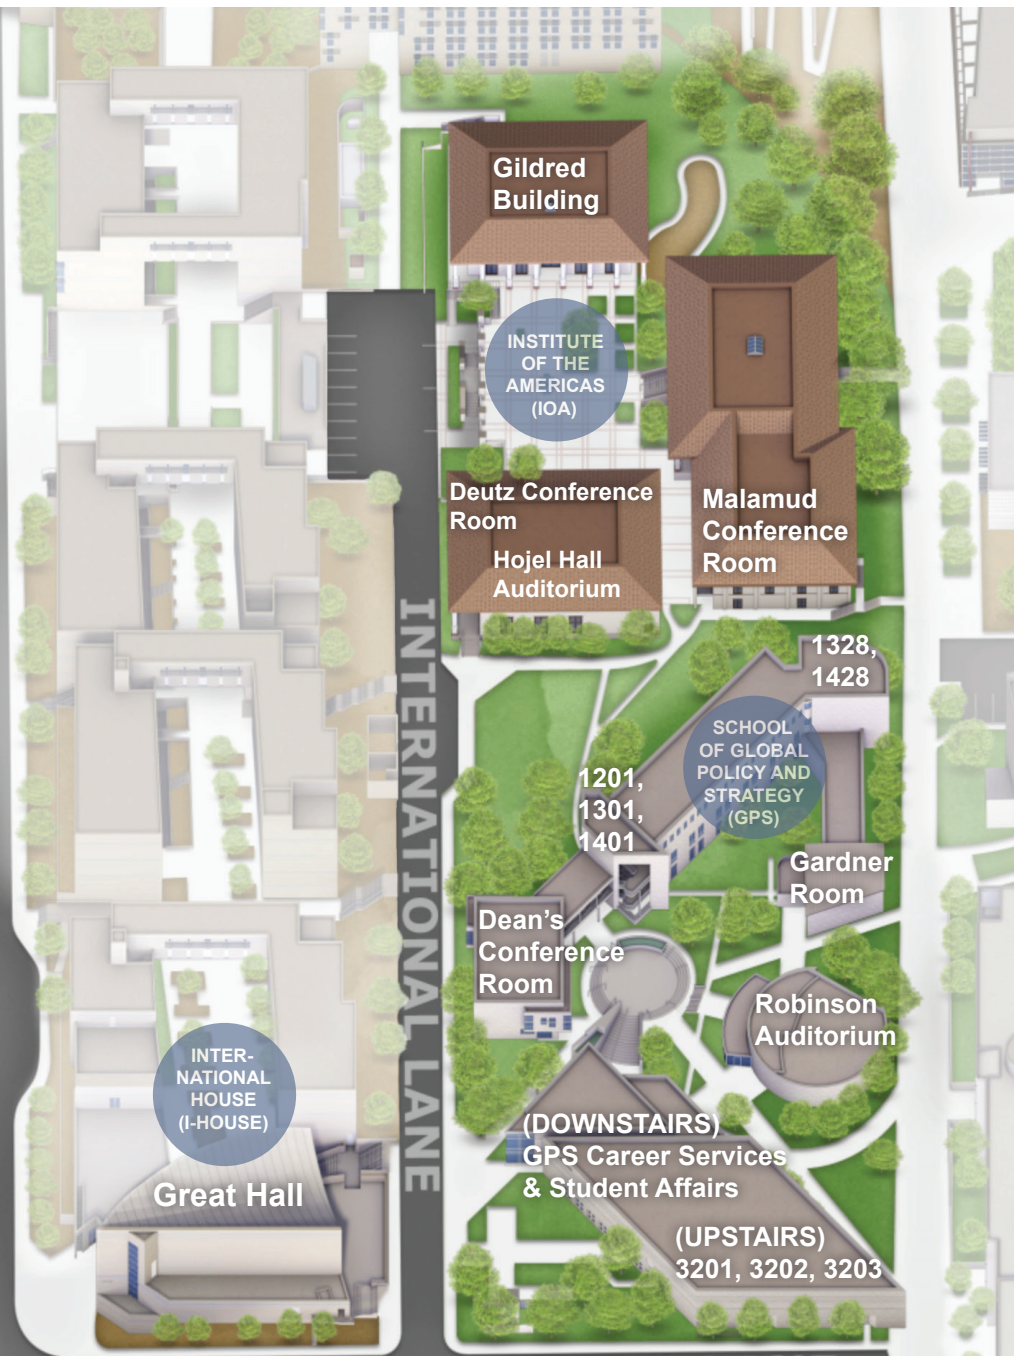 Gildred
Building
INSTITUTE
OF THE
AMERICAS
(IOA)
Deutz Conference
Room
Hojel Hall
Auditorium
Malamud
Conference
Room
INTERNATIONAL LANE
1328,
1428
SCHOOL
OF GLOBAL
POLICY AND
STRATEGY
(GPS)
1201,
1301,
1401
Gardner
Room
Dean's
Conference
Room
Robinson
Auditorium
INTER-
NATIONAL
HOUSE
(I-HOUSE)
Great Hall
(DOWNSTAIRS)
GPS Career Services
& Student Affairs
(UPSTAIRS)
3201, 3202, 3203